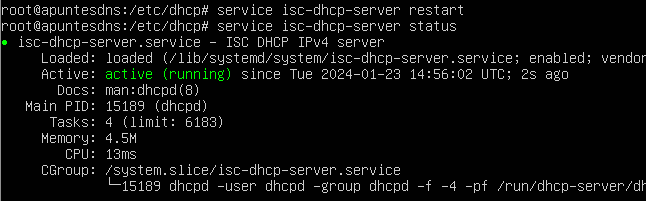 root@apuntesdns:/etc/dhcp# service isc-dhcp-server restart
root@apuntesdns:/etc/dhcp# service isc-dhcp-server status
● isc-dhcp-server.service - ISC DHCP IPv4 server
Loaded: loaded (/lib/systemd/system/isc-dhcp-server.service; enabled; vendor
Active: active (running) since Tue 2024-01-23 14:56:02 UTC; 2s ago
Docs: man:dhcpd(8)
Main PID: 15189 (dhcpd)
Tasks: 4 (limit: 6183)
Memory: 4.5M
CPU: 13ms
CGroup: /system.slice/isc-dhcp-server.service
└─15189 dhcpd -user dhcpd -group dhcpd -f -4 -pf /run/dhcp-server/dh